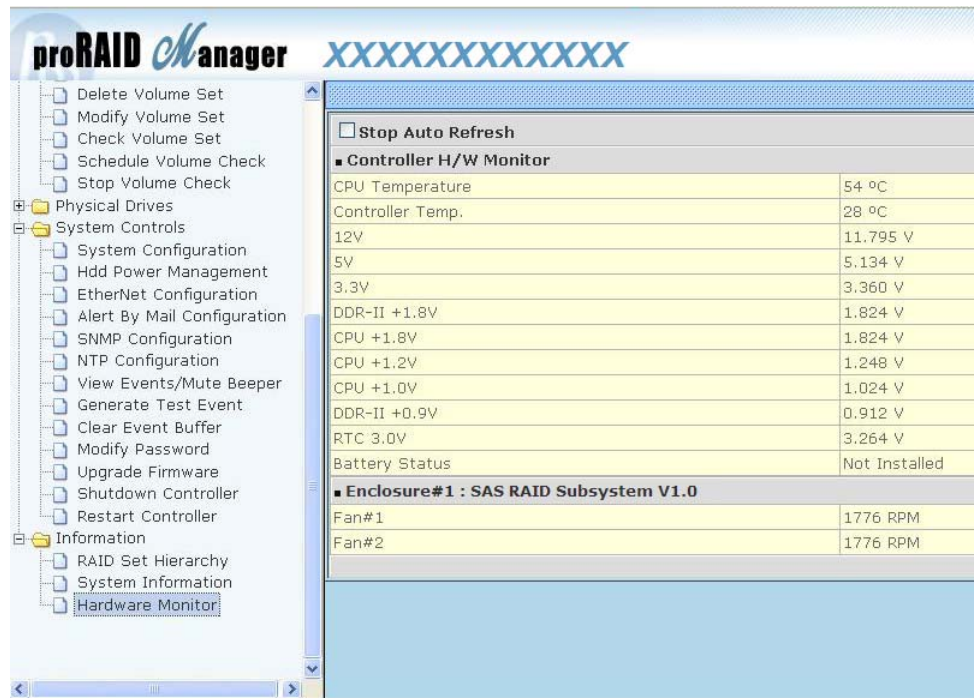 proRAID Manager XXXXXXXXXXXXX
Delete Volume Set
Modify Volume Set
Check Volume Set
Schedule Volume Check
Stop Volume Check
Physical Drives
System Controls
System Configuration
Hdd Power Management
EtherNet Configuration
Alert By Mail Configuration
SNMP Configuration
NTP Configuration
View Events/Mute Beeper
Generate Test Event
Clear Event Buffer
Modify Password
Upgrade Firmware
Shutdown Controller
Restart Controller
Information
RAID Set Hierarchy
System Information
Hardware Monitor
Stop Auto Refresh
Controller H/W Monitor
CPU Temperature 54 ºC
Controller Temp. 28 ºC
12V 11.795 V
5V 5.134 V
3.3V 3.360 V
DDR-II +1.8V 1.824 V
CPU +1.8V 1.824 V
CPU +1.2V 1.248 V
CPU +1.0V 1.024 V
DDR-II +0.9V 0.912 V
RTC 3.0V 3.264 V
Battery Status Not Installed
Enclosure#1 : SAS RAID Subsystem V1.0
Fan#1 1776 RPM
Fan#2 1776 RPM